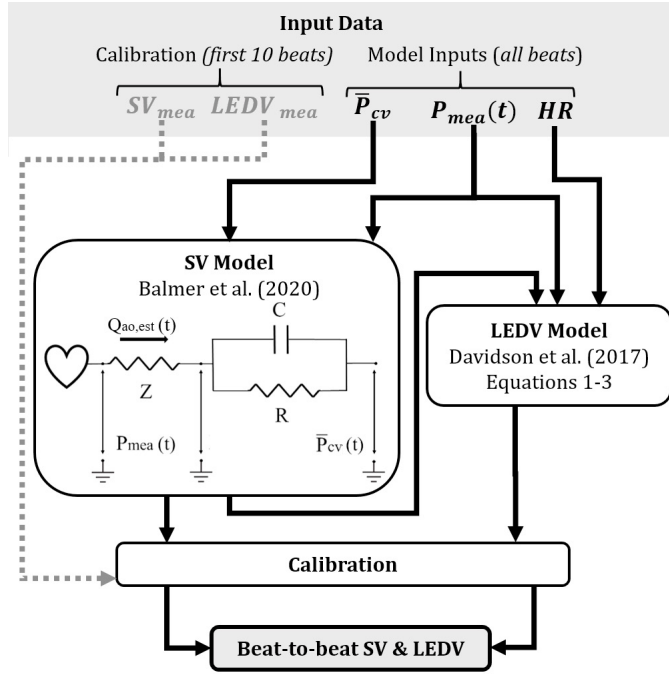 Input Data
Calibration (first 10 beats)
Model Inputs (all beats)
SV_mea LEDV_mea
P̅_cv P_mea(t) HR
SV Model
Balmer et al. (2020)
Q_ao,est (t)
C
Z
R
P_mea (t)
P̅_cv (t)
LEDV Model
Davidson et al. (2017)
Equations 1-3
Calibration
Beat-to-beat SV & LEDV